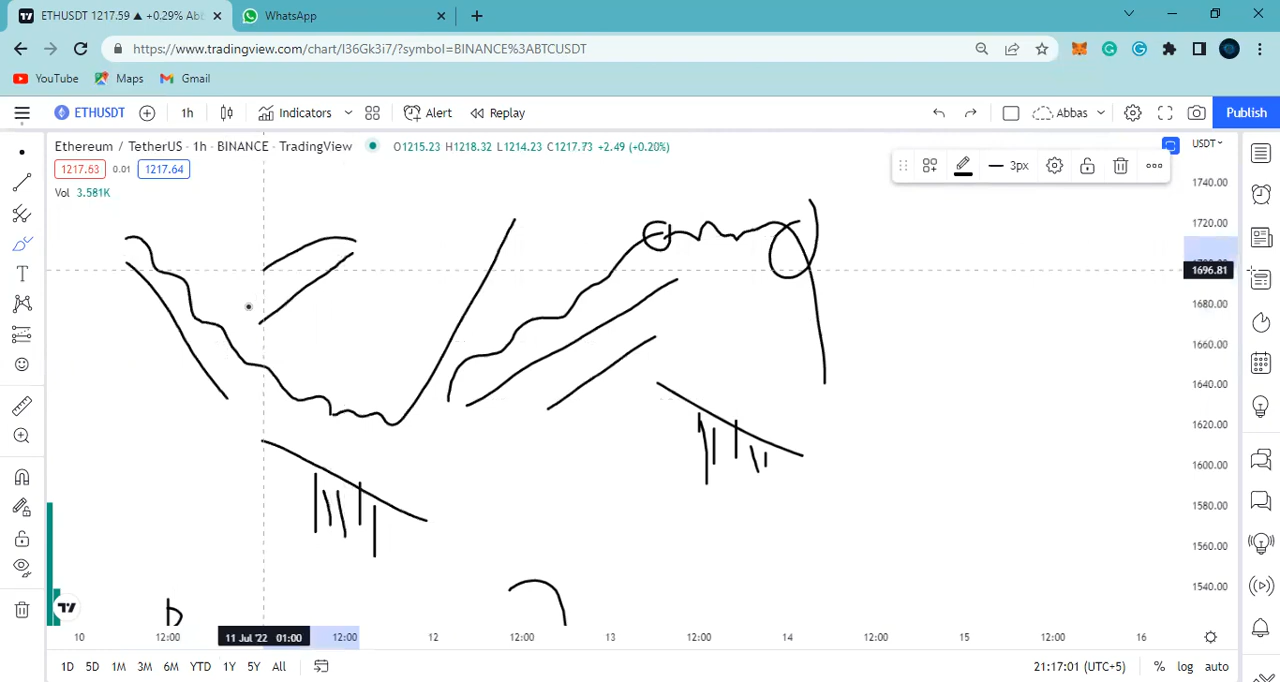 ETHUSDT 1217.59 ▲ +0.29% Ab
WhatsApp
https://www.tradingview.com/chart/I36Gk3i7/?symbol=BINANCE%3ABTCUSDT
YouTube Maps Gmail
ETHUSDT 1h Indicators Alert Replay Abbas Publish
Ethereum / TetherUS · 1h · BINANCE · TradingView O1215.23 H1218.32 L1214.23 C1217.73 +2.49 (+0.20%) USDT
1217.63 0.01 1217.64 3px
Vol 3.581K
1740.00
1720.00
1696.81
1680.00
1660.00
1640.00
1620.00
1600.00
1580.00
1560.00
1540.00
b
10 12:00 11 Jul '22 01:00 12:00 12 12:00 13 12:00 14 12:00 15 12:00 16
1D 5D 1M 3M 6M YTD 1Y 5Y All 21:17:01 (UTC+5) % log auto